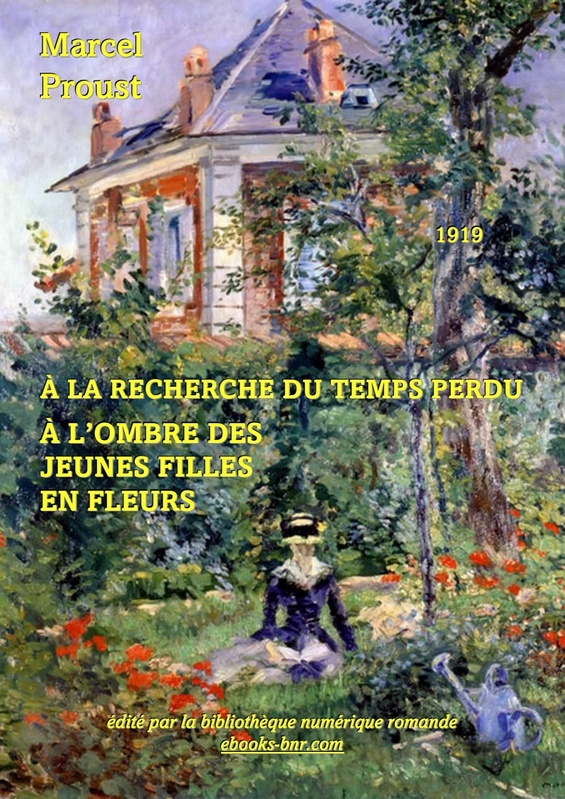 Marcel
Proust
1919
À LA RECHERCHE DU TEMPS PERDU
À L’OMBRE DES
JEUNES FILLES
EN FLEURS
édité par la bibliothèque numérique romande
ebooks-bnr.com